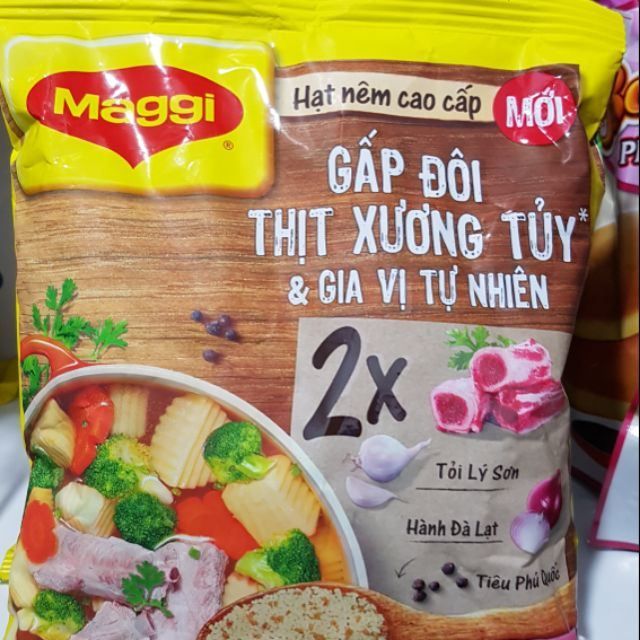 Maggi
®
Hạt nêm cao cấp
MỚI
GẤP ĐÔI
THỊT XƯƠNG TỦY*
& GIA VỊ TỰ NHIÊN
2x
Tỏi Lý Sơn
Hành Đà Lạt
Tiêu Phú Quốc